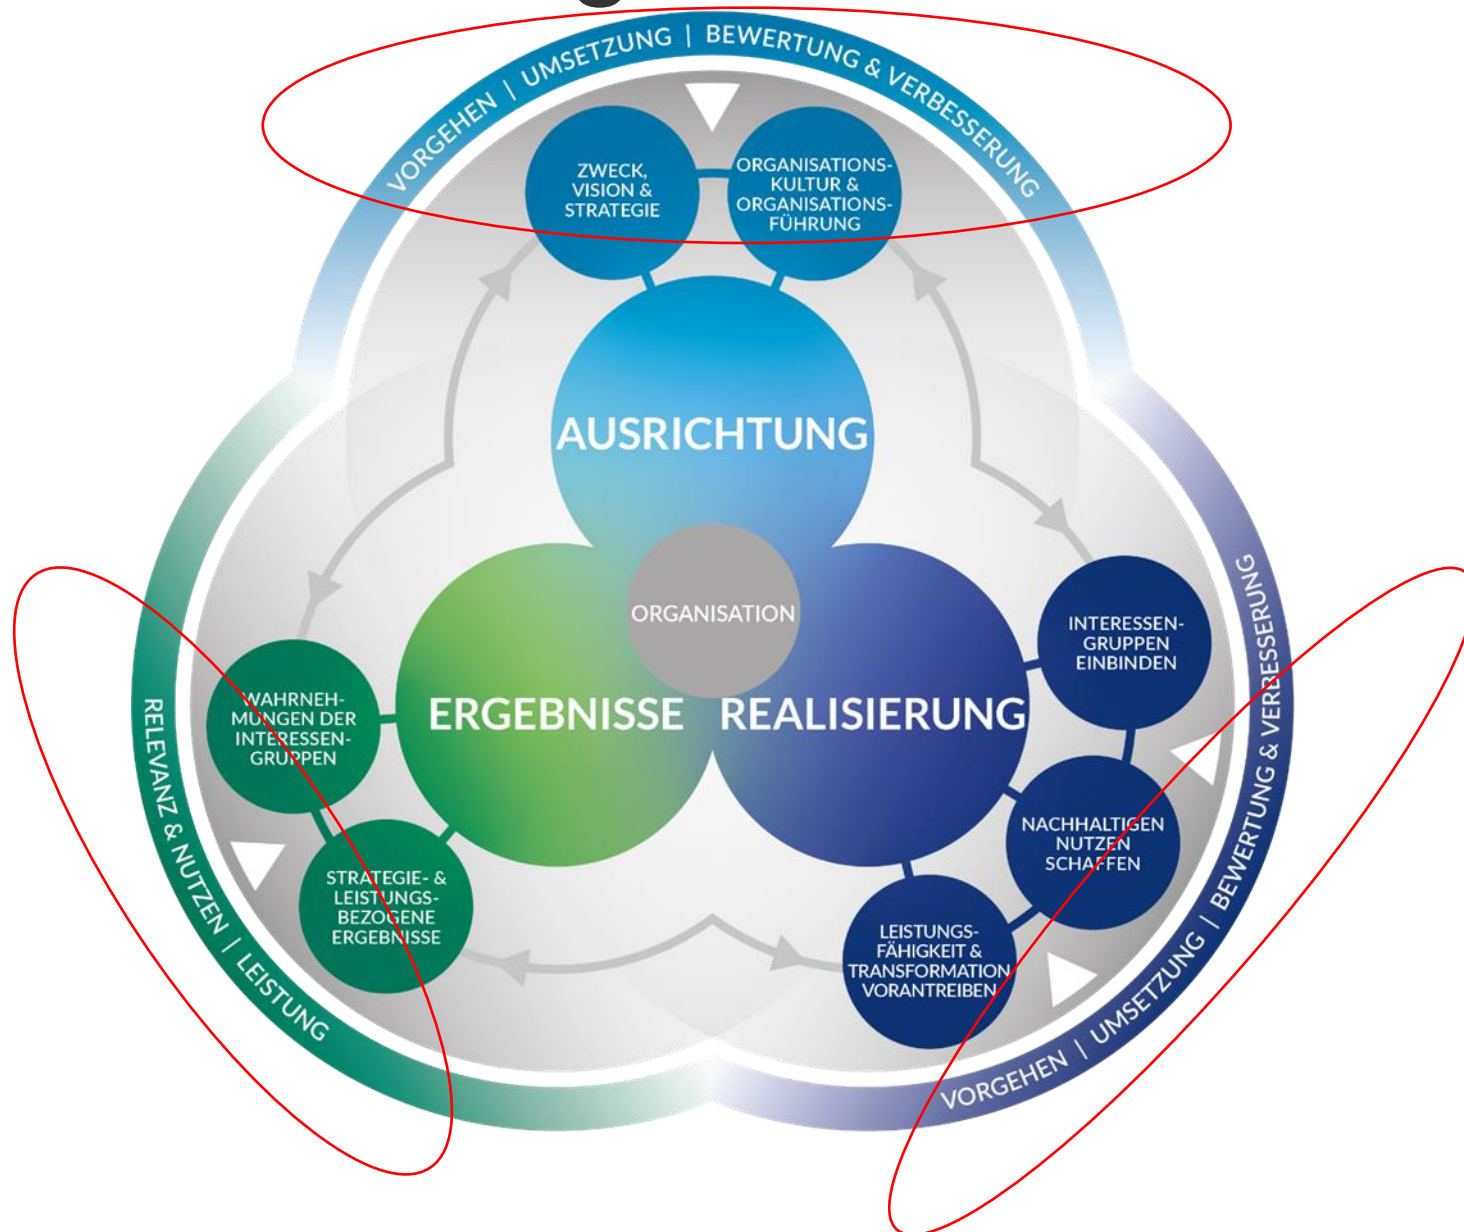 VORGEHEN | UMSETZUNG | BEWERTUNG & VERBESSERUNG
ZWECK,
VISION &
STRATEGIE
ORGANISATIONS-
KULTUR &
ORGANISATIONS-
FÜHRUNG
AUSRICHTUNG
ORGANISATION
ERGEBNISSE
REALISIERUNG
INTERESSEN-
GRUPPEN
EINBINDEN
NACHHALTIGEN
NUTZEN
SCHAFFEN
LEISTUNGS-
FÄHIGKEIT &
TRANSFORMATION
VORANTREIBEN
VORGEHEN | UMSETZUNG | BEWERTUNG & VERBESSERUNG
WAHRNEH-
MUNGEN DER
INTERESSEN-
GRUPPEN
STRATEGIE- &
LEISTUNGS-
BEZOGENE
ERGEBNISSE
RELEVANZ & NUTZEN | LEISTUNG